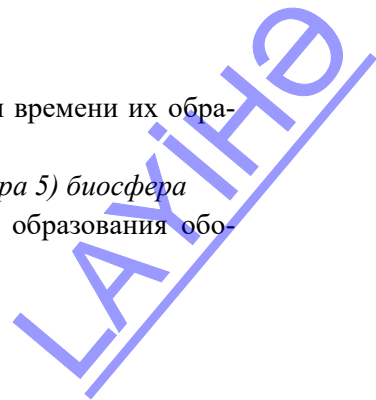 и времени их обра-
ра 5) биосфера
образования обо-
LAYİHƏ